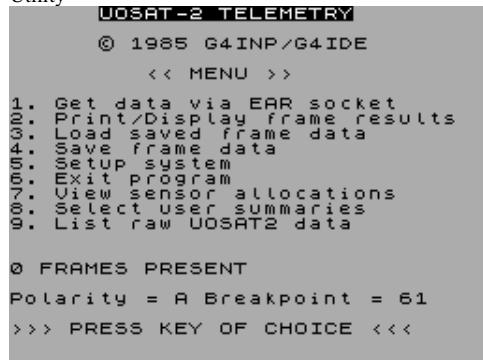 Utility
UOSAT-2 TELEMETRY
© 1985 G4INP/G4IDE
<< MENU >>
1. Get data via EAR socket
2. Print/Display frame results
3. Load saved frame data
4. Save frame data
5. Setup system
6. Exit program
7. View sensor allocations
8. Select user summaries
9. List raw UOSAT2 data
0 FRAMES PRESENT
Polarity = A Breakpoint = 61
>>> PRESS KEY OF CHOICE <<<